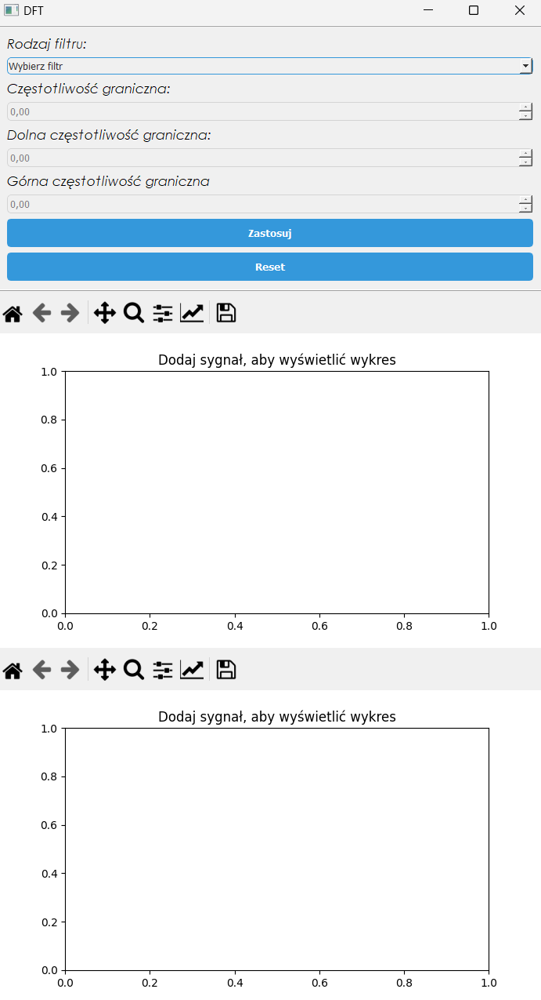 DFT
Rodzaj filtru:
Wybierz filtr
Częstotliwość graniczna:
0,00
Dolna częstotliwość graniczna:
0,00
Górna częstotliwość graniczna
0,00
Zastosuj
Reset
Dodaj sygnał, aby wyświetlić wykres
1.0
0.8
0.6
0.4
0.2
0.0
0.0 0.2 0.4 0.6 0.8 1.0
Dodaj sygnał, aby wyświetlić wykres
1.0
0.8
0.6
0.4
0.2
0.0
0.0 0.2 0.4 0.6 0.8 1.0